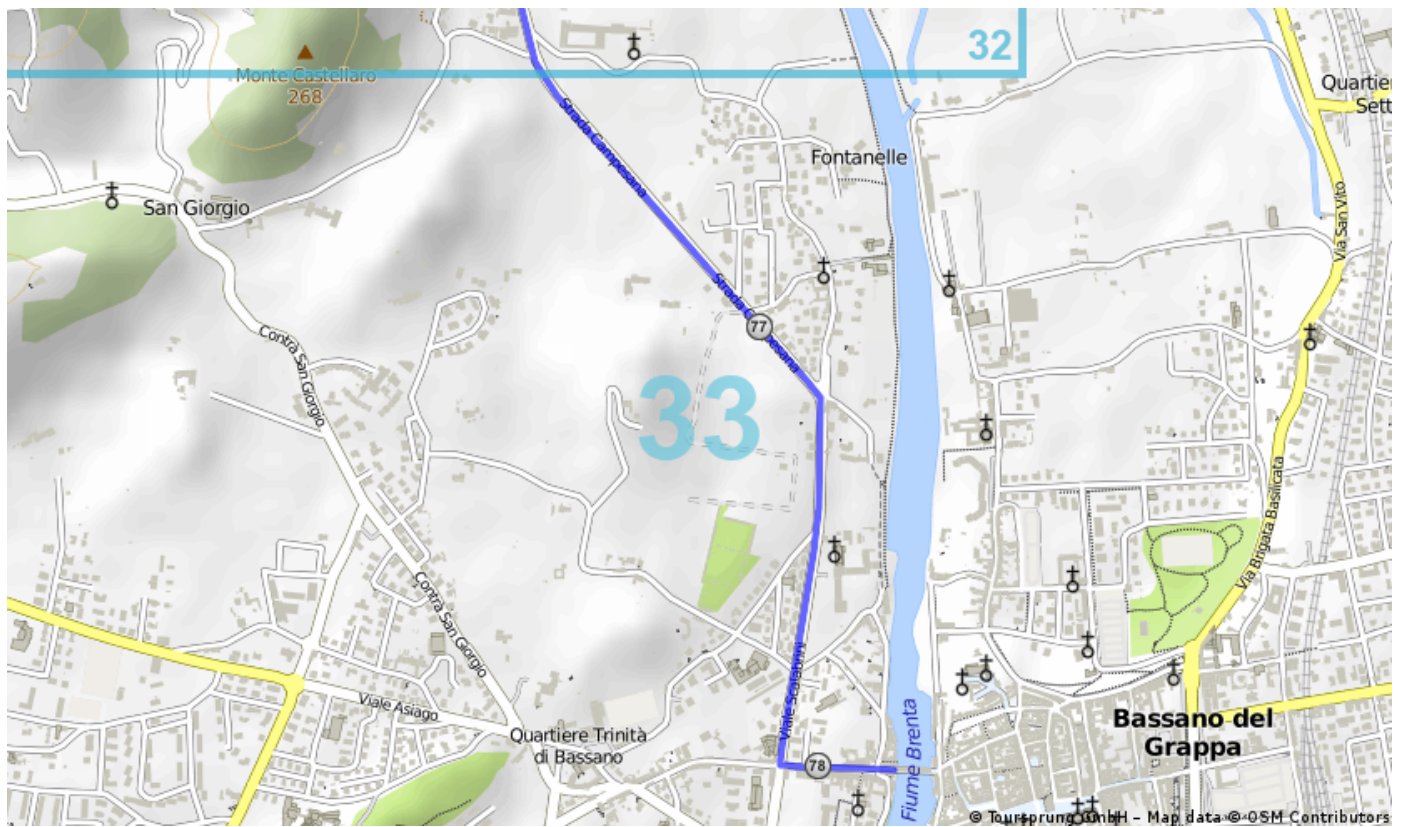 32
Monte Castellaro
268
Quartie
Sett
Strada Campesana
Fontanelle
San Giorgio
Via San Vito
Strada C
pesana
77
Contra San Giorgio
33
Via Brigata Basilicata
Contra San Giorgio
Viale Scalabrini
Viale Asiago
Quartiere Trinità
di Bassano
78
Fiume Brenta
Bassano del
Grappa
© Toursprung GmbH – Map data © OSM Contributors